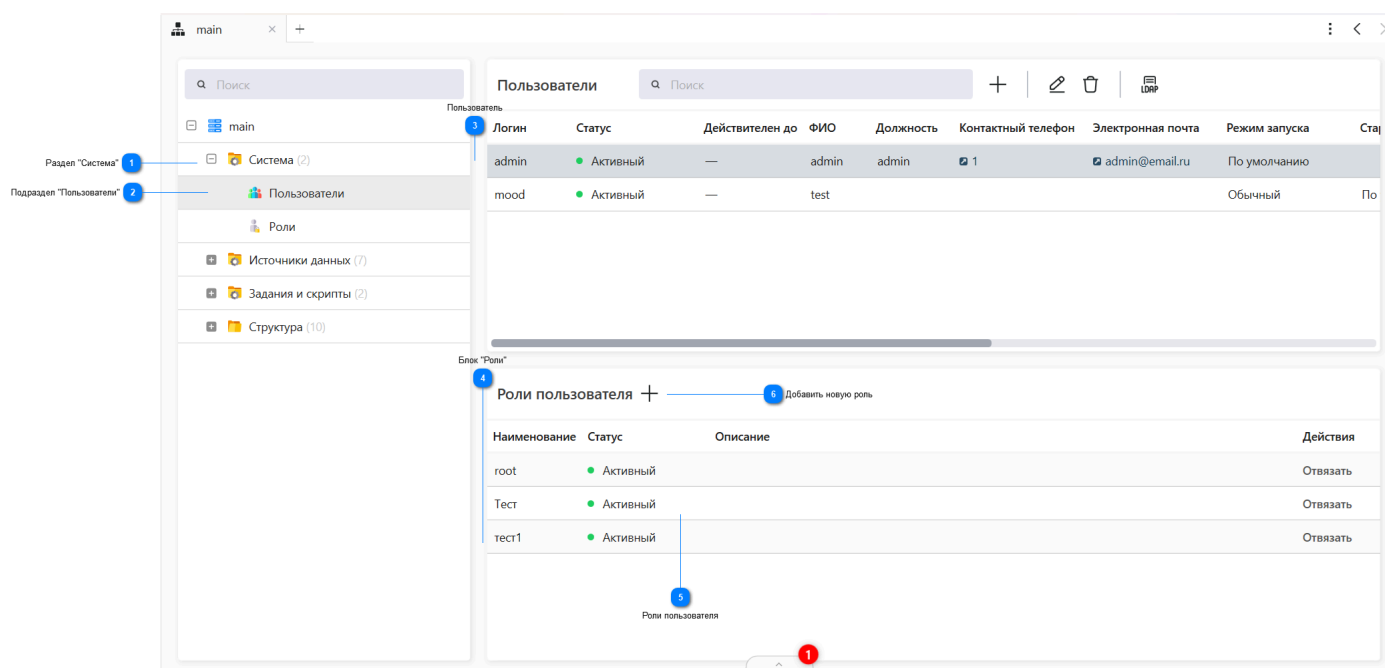 main × +
Поиск
Пользователи
Поиск
LDAP
Пользователь
3
main
Логин Статус Действителен до ФИО Должность Контактный телефон Электронная почта Режим запуска
Раздел "Система" 1
Система (2)
admin Активный — admin admin 1 admin@email.ru По умолчанию
Подраздел "Пользователи" 2
Пользователи
mood Активный — test Обычный По
Роли
Источники данных (7)
Задания и скрипты (2)
Структура (10)
Блок "Роли"
4
Роли пользователя +
6 Добавить новую роль
Наименование Статус Описание Действия
root Активный Отвязать
Тест Активный Отвязать
тест1 Активный Отвязать
5
Роли пользователя
1